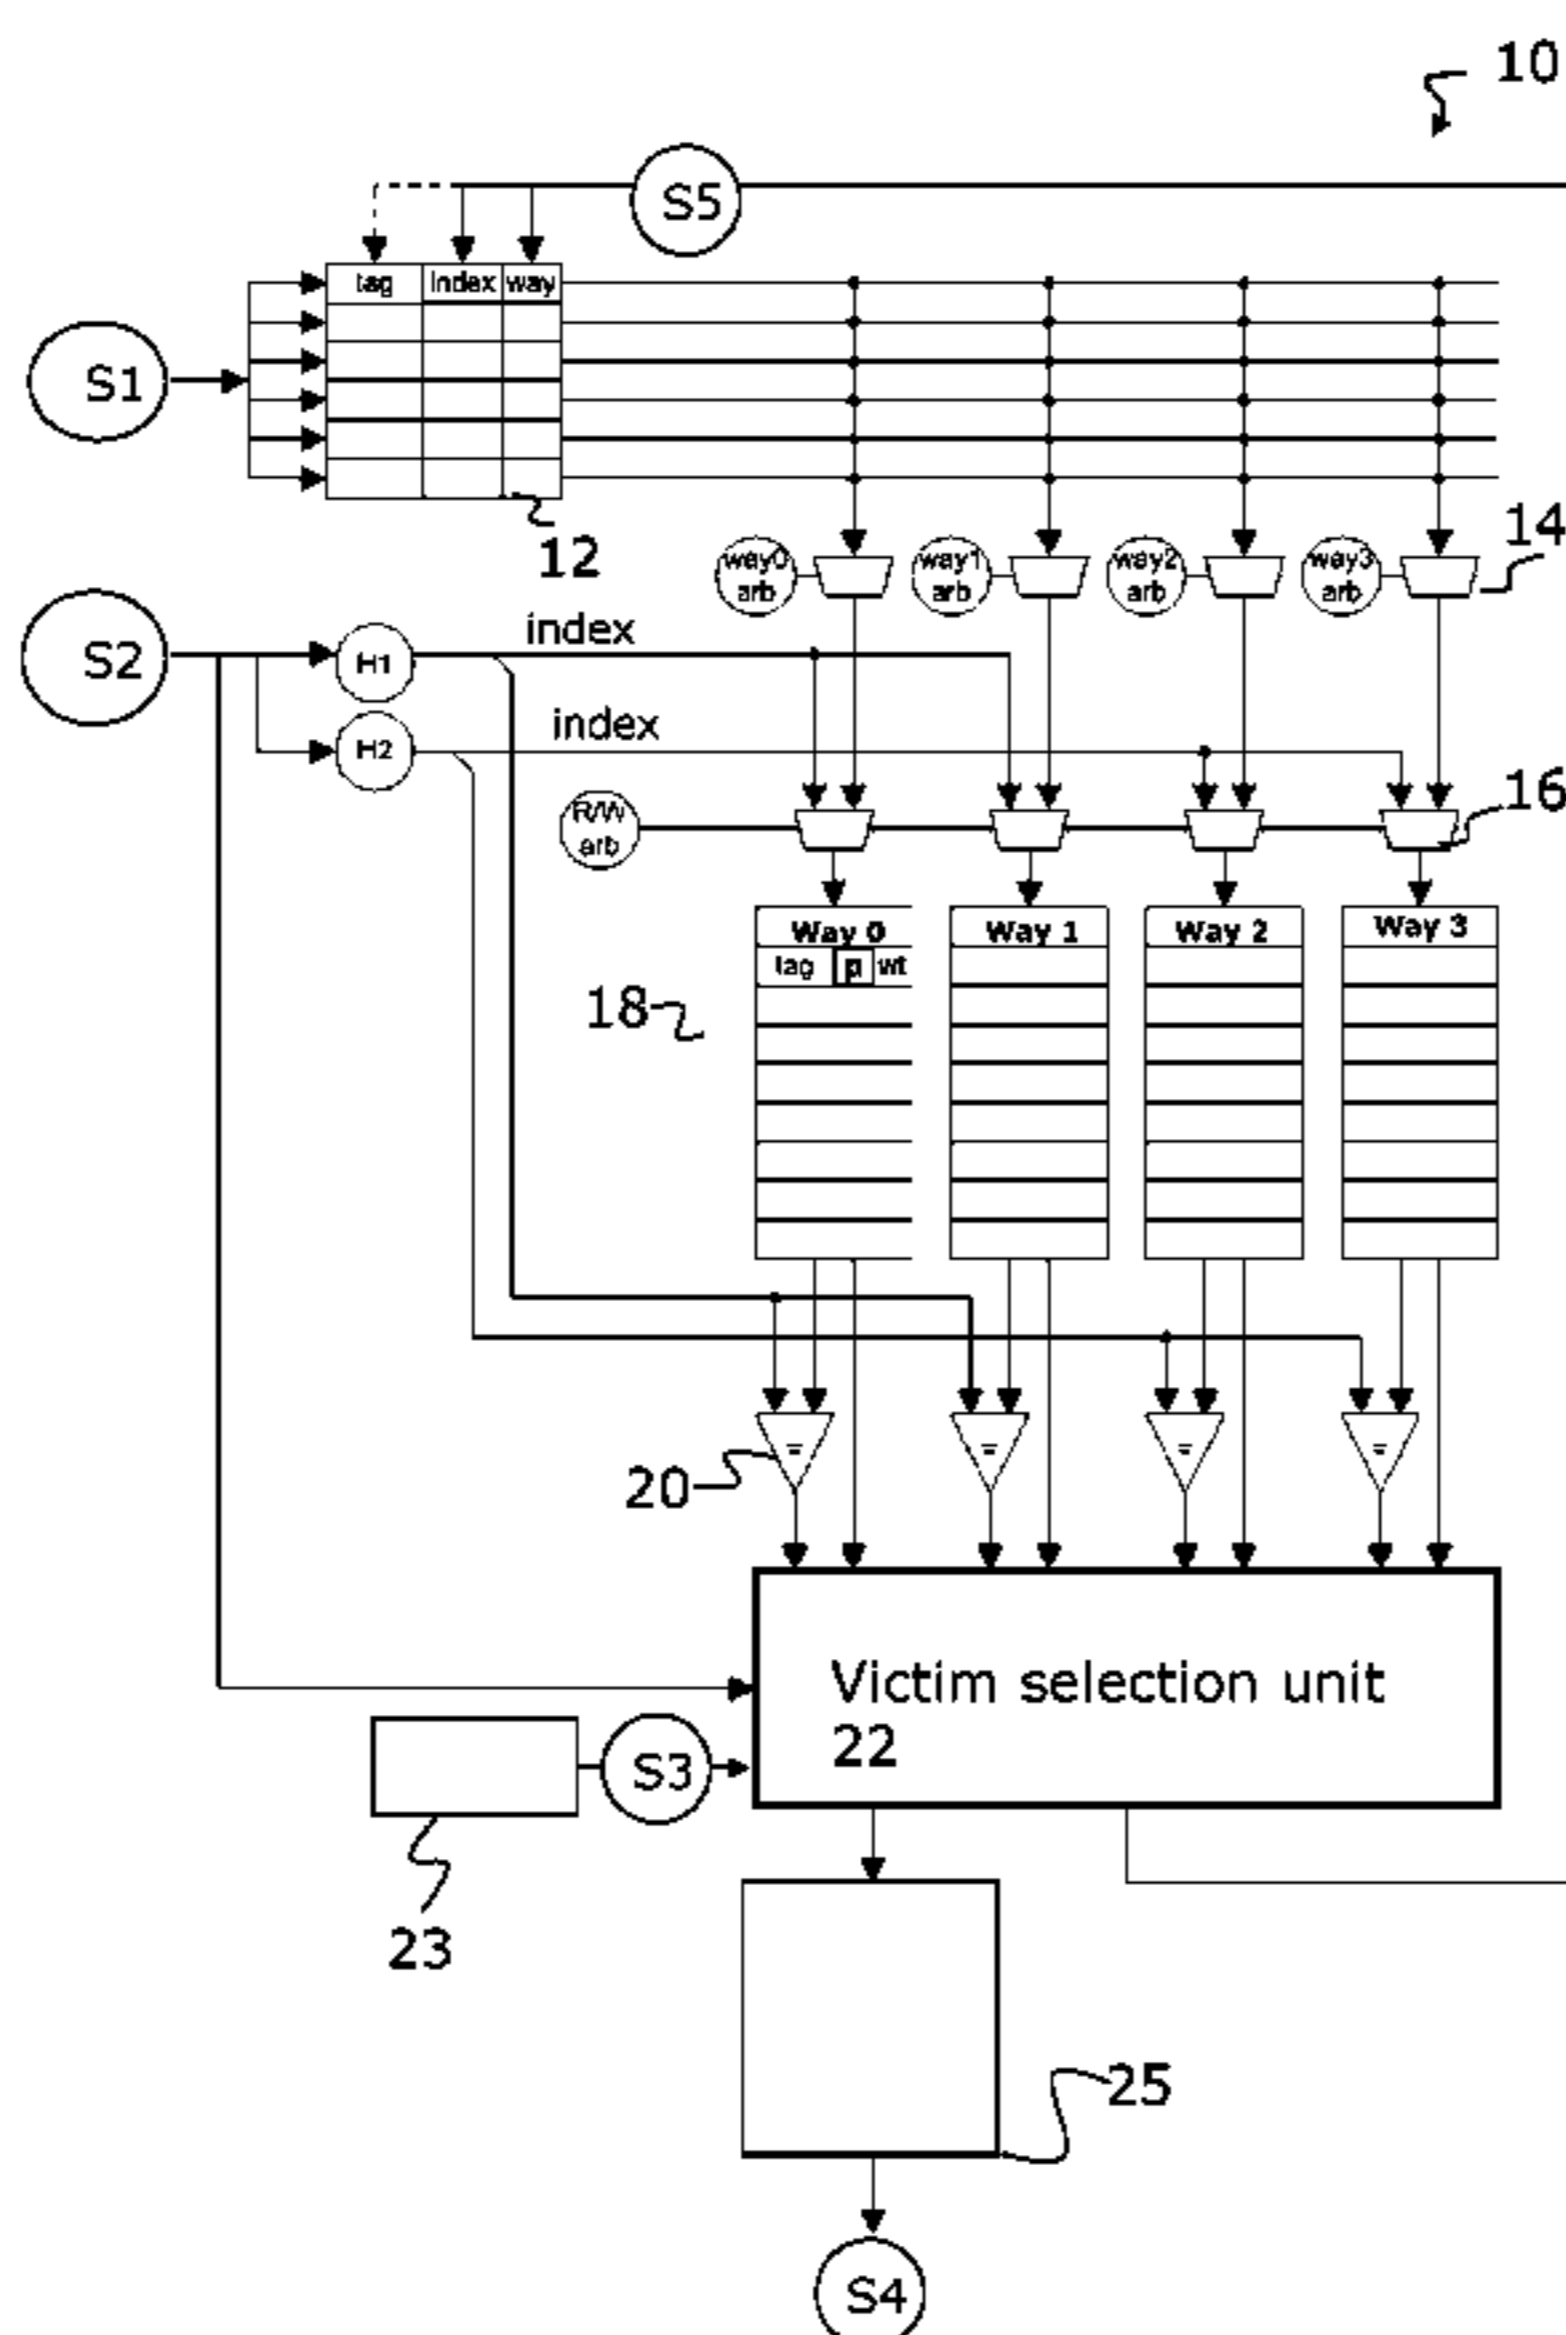 10
S5
tag index way
S1
12
way0 arb
way1 arb
way2 arb
way3 arb
14
S2
H1
index
H2
index
R/W arb
16
Way 0
Way 1
Way 2
Way 3
tag p wt
18
20
Victim selection unit
22
S3
23
25
S4